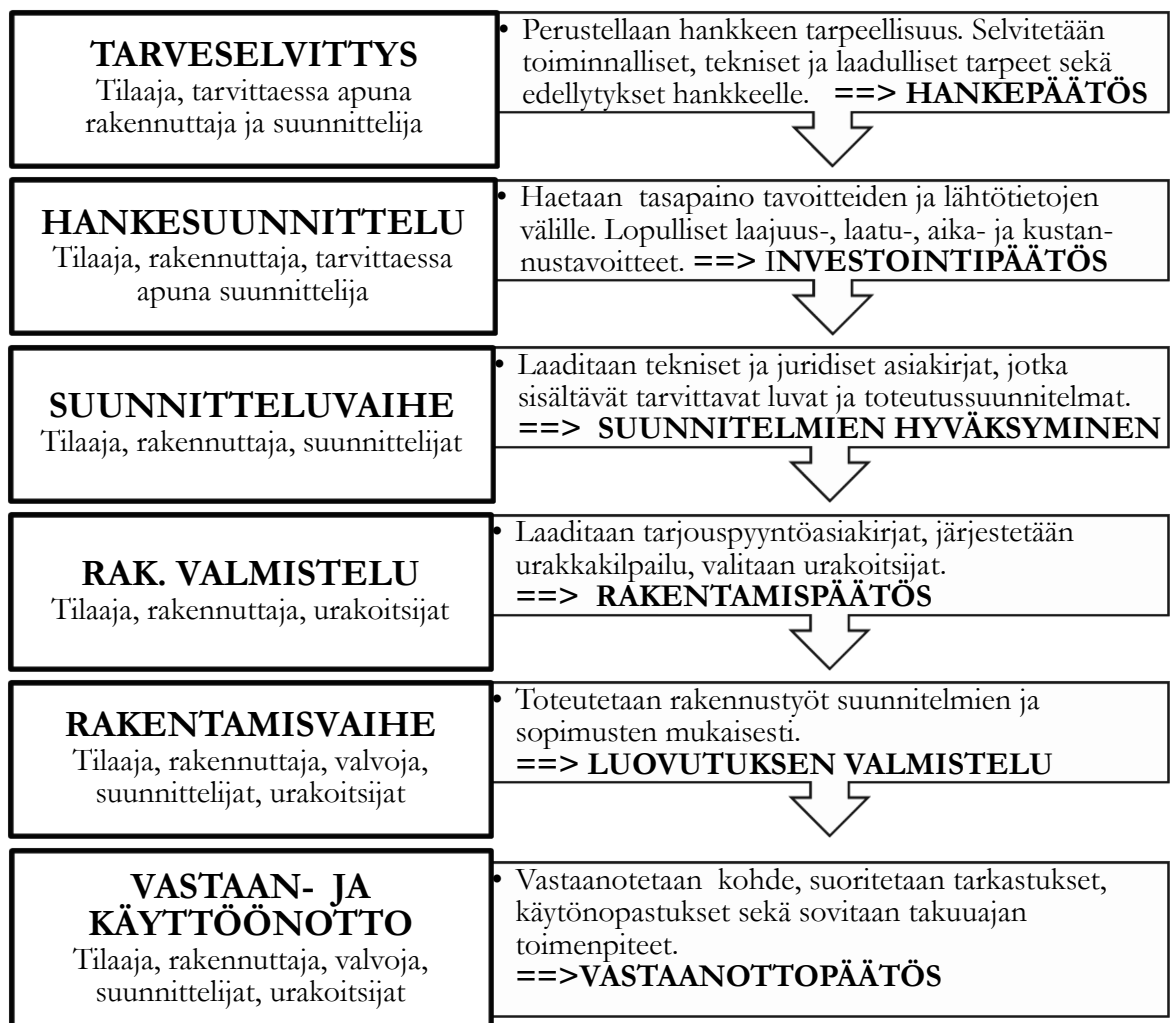 TARVESELVITTYS
Tilaaja, tarvittaessa apuna
rakennuttaja ja suunnittelija
• Perustellaan hankkeen tarpeellisuus. Selvitetään
toiminnalliset, tekniset ja laadulliset tarpeet sekä
edellytykset hankkeelle. ==> HANKEPÄÄTÖS
HANKESUUNNITTELU
Tilaaja, rakennuttaja, tarvittaessa
apuna suunnittelija
• Haetaan tasapaino tavoitteiden ja lähtötietojen
välille. Lopulliset laajuus-, laatu-, aika- ja kustan-
nustavoitteet. ==> INVESTOINTIPÄÄTÖS
SUUNNITTELUVAIHE
Tilaaja, rakennuttaja, suunnittelijat
• Laaditaan tekniset ja juridiset asiakirjat, jotka
sisältävät tarvittavat luvat ja toteutussuunnitelmat.
==> SUUNNITELMIEN HYVÄKSYMINEN
RAK. VALMISTELU
Tilaaja, rakennuttaja, urakoitsijat
• Laaditaan tarjouspyyntöasiakirjat, järjestetään
urakkakilpailu, valitaan urakoitsijat.
==> RAKENTAMISPÄÄTÖS
RAKENTAMISVAIHE
Tilaaja, rakennuttaja, valvoja,
suunnittelijat, urakoitsijat
• Toteutetaan rakennustyöt suunnitelmien ja
sopimusten mukaisesti.
==> LUOVUTUKSEN VALMISTELU
VASTAAN- JA
KÄYTTÖÖNOTTO
Tilaaja, rakennuttaja, valvoja,
suunnittelijat, urakoitsijat
• Vastaanotetaan kohde, suoritetaan tarkastukset,
käytönopastukset sekä sovitaan takuuajan
toimenpiteet.
==>VASTAANOTTOPÄÄTÖS